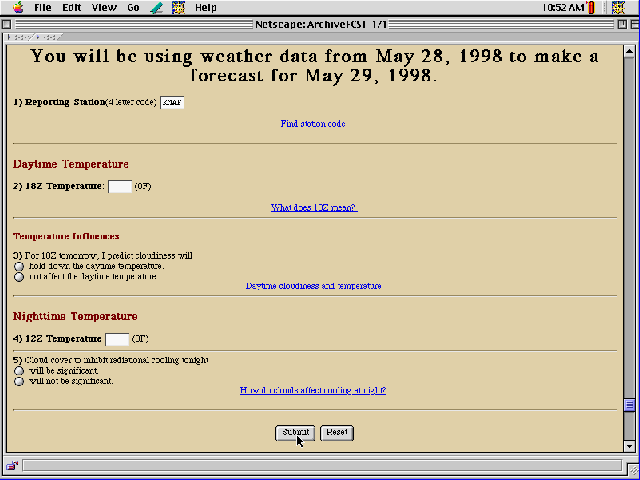 File Edit View Go Help 10:52 AM
Netscape: ArchiveFCST 1/1
You will be using weather data from May 28, 1998 to make a
forecast for May 29, 1998.
1) Reporting Station(4 letter code)
Find station code
Daytime Temperature
2) 18Z Temperature: (OF)
What does 18Z mean?
Temperature Influences
3) For 18Z tomorrow, I predict cloudiness will
hold down the daytime temperature.
not affect the daytime temperature
Daytime cloudiness and temperature
Nighttime Temperature
4) 12Z Temperature (OF)
5) Cloud cover to inhibit radiational cooling tonight
will be significant
will not be significant.
How do clouds affect cooling at night?
Submit Reset